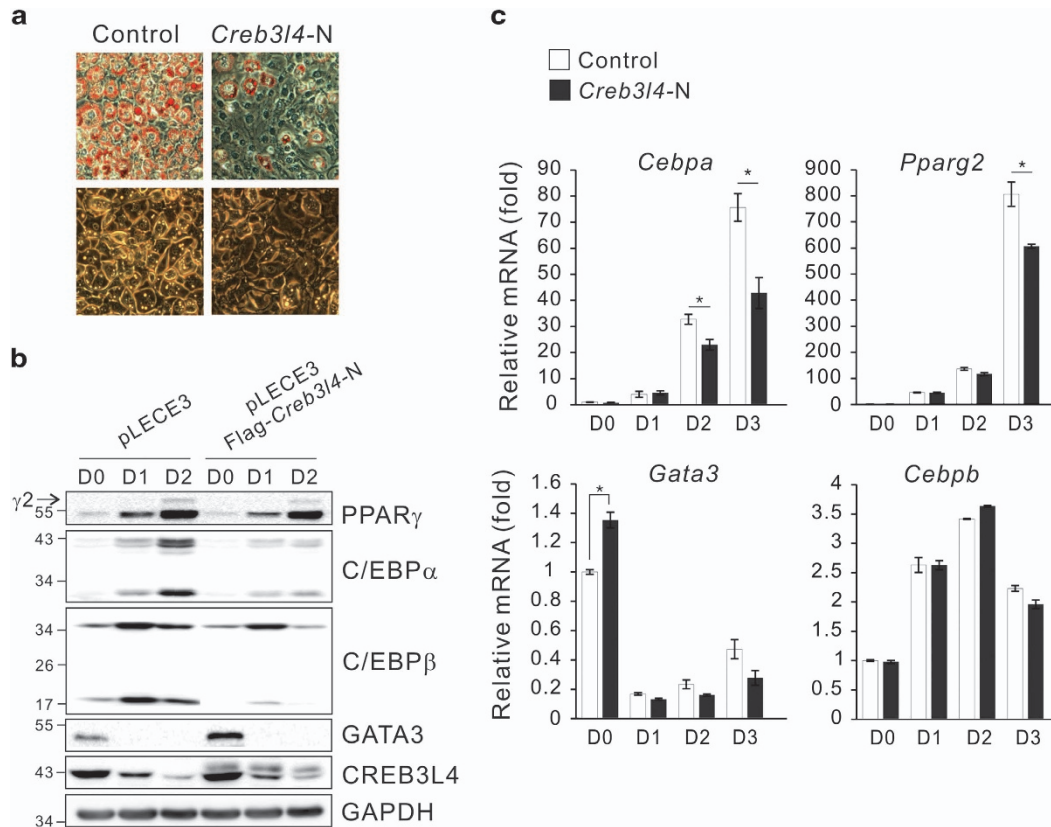 a
Control Creb3l4-N
b
pLECE3 pLECE3 Flag-Creb3l4-N
D0 D1 D2 D0 D1 D2
γ2→
55 PPARγ
43
34 C/EBPα
34
26
17 C/EBPβ
55 GATA3
43 CREB3L4
34 GAPDH
c
Control
Creb3l4-N
Cebpa
Relative mRNA (fold)
90
80
70
60
50
40
30
20
10
0
* *
D0 D1 D2 D3
Pparg2
900
800
700
600
500
400
300
200
100
0
*
D0 D1 D2 D3
Gata3
Relative mRNA (fold)
1.6
1.4
1.2
1
0.8
0.6
0.4
0.2
0
*
D0 D1 D2 D3
Cebpb
4
3.5
3
2.5
2
1.5
1
0.5
0
D0 D1 D2 D3